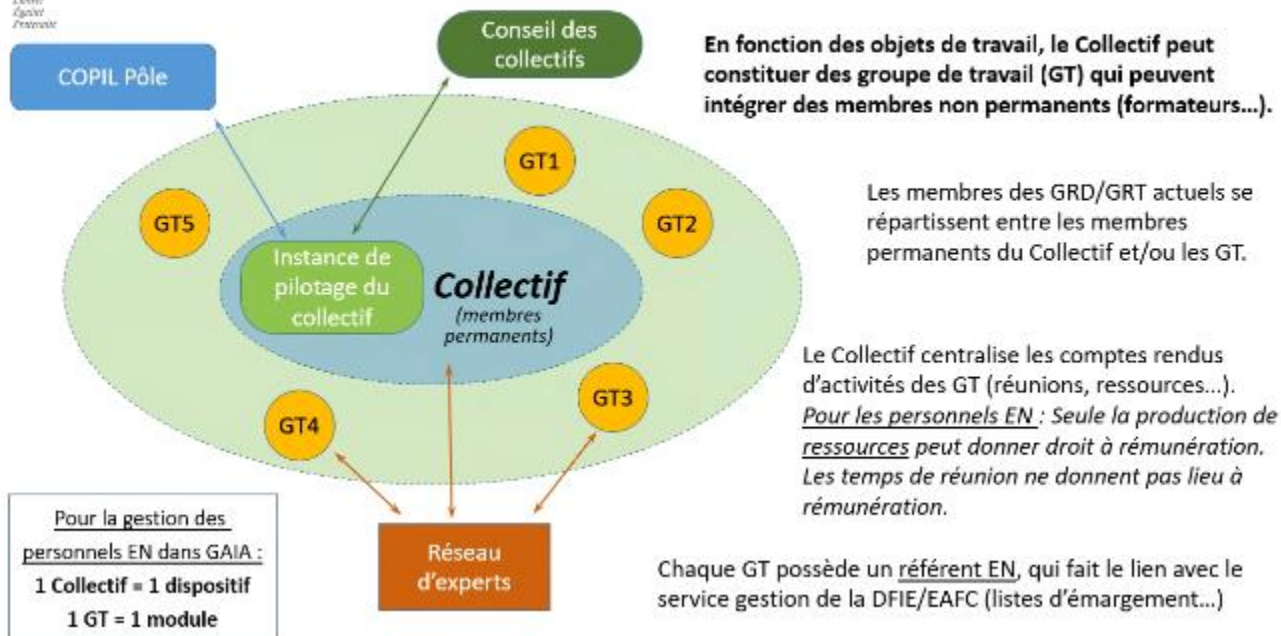 Égalité
Fraternité
COPIL Pôle
Conseil des
collectifs
En fonction des objets de travail, le Collectif peut
constituer des groupe de travail (GT) qui peuvent
intégrer des membres non permanents (formateurs...).
GT1
GT5
GT2
Les membres des GRD/GRT actuels se
répartissent entre les membres
permanents du Collectif et/ou les GT.
Instance de
pilotage du
collectif
Collectif
(membres
permanents)
GT4
GT3
Le Collectif centralise les comptes rendus
d'activités des GT (réunions, ressources...).
Pour les personnels EN : Seule la production de
ressources peut donner droit à rémunération.
Les temps de réunion ne donnent pas lieu à
rémunération.
Pour la gestion des
personnels EN dans GAIA :
1 Collectif = 1 dispositif
1 GT = 1 module
Réseau
d'experts
Chaque GT possède un référent EN, qui fait le lien avec le
service gestion de la DFIE/EAFC (listes d'émargement...)